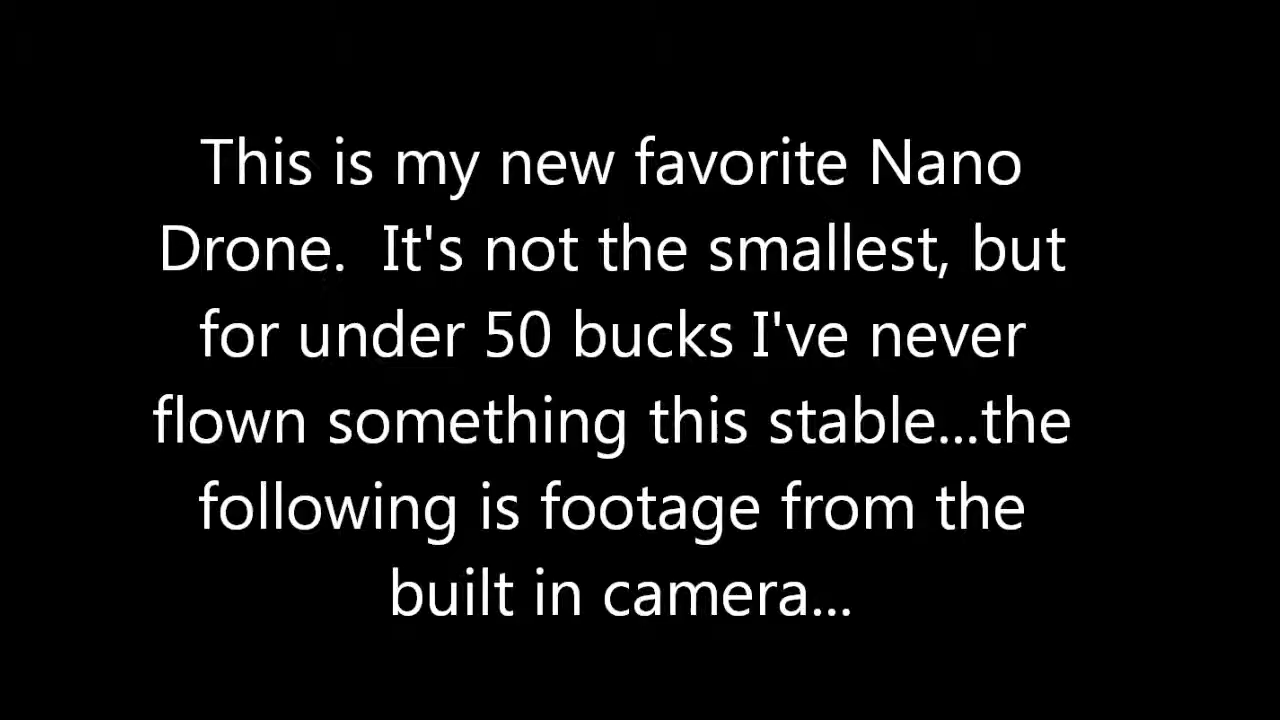 This is my new favorite Nano
Drone.  It's not the smallest, but
for under 50 bucks I've never
flown something this stable...the
following is footage from the
built in camera...